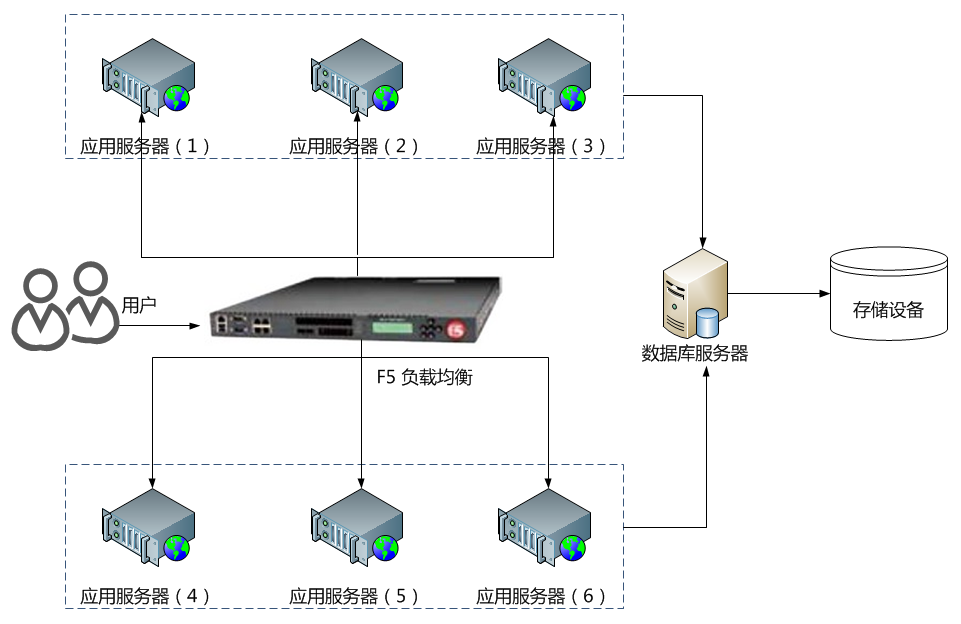 应用服务器（1）
应用服务器（2）
应用服务器（3）
用户
f5
存储设备
数据库服务器
F5 负载均衡
应用服务器（4）
应用服务器（5）
应用服务器（6）